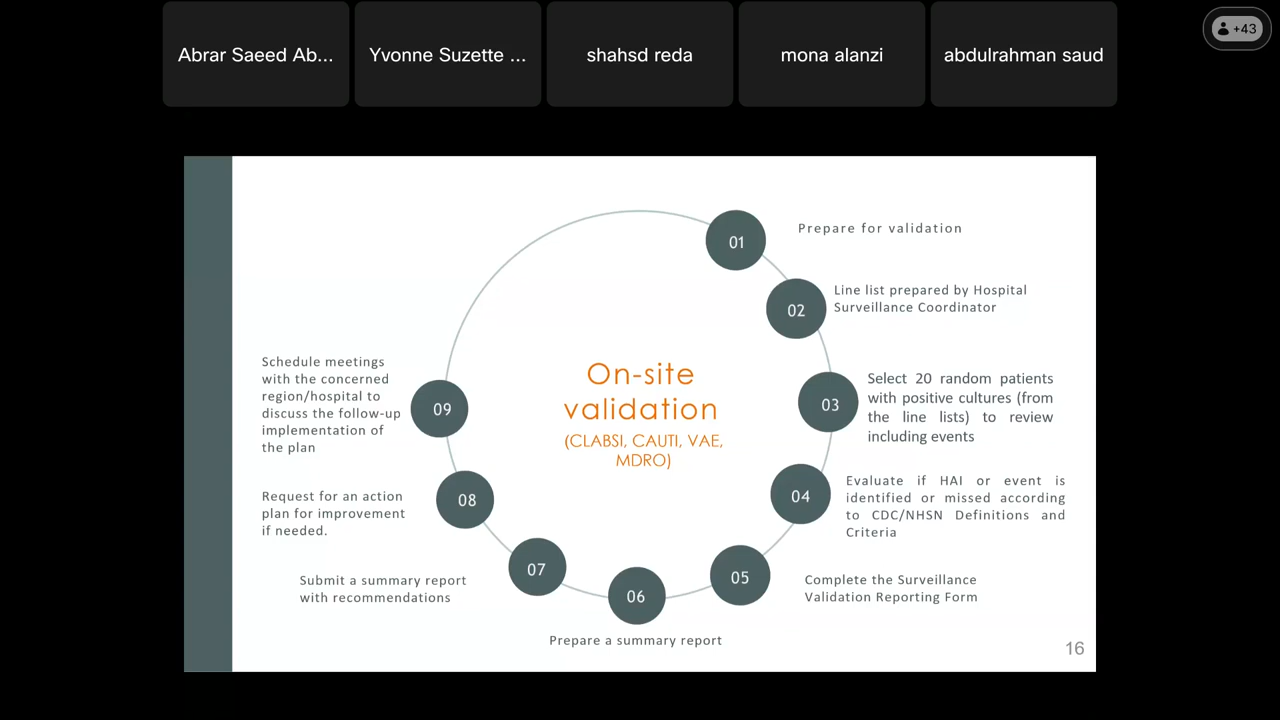 Abrar Saeed Ab...
Yvonne Suzette ...
shahsd reda
mona alanzi
abdulrahman saud
+43
On-site
validation
(CLABSI, CAUTI, VAE,
MDRO)
01
Prepare for validation
02
Line list prepared by Hospital
Surveillance Coordinator
03
Select 20 random patients
with positive cultures (from
the line lists) to review
including events
04
Evaluate if HAI or event is
identified or missed according
to CDC/NHSN Definitions and
Criteria
05
Complete the Surveillance
Validation Reporting Form
06
Prepare a summary report
07
Submit a summary report
with recommendations
08
Request for an action
plan for improvement
if needed.
09
Schedule meetings
with the concerned
region/hospital to
discuss the follow-up
implementation of
the plan
16